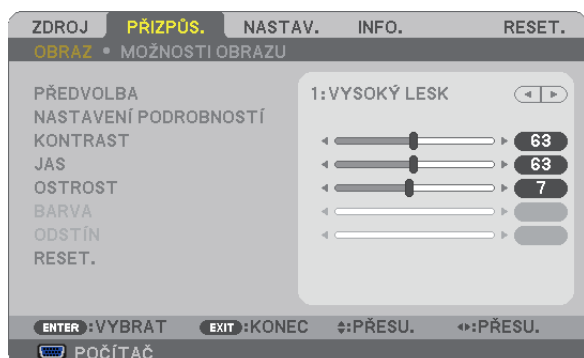 ZDROJ PŘIZPŮS. NASTAV. INFO. RESET.
OBRAZ • MOŽNOSTI OBRAZU
PŘEDVOLBA 1:VYSOKÝ LESK
NASTAVENÍ PODROBNOSTÍ
KONTRAST 63
JAS 63
OSTROST 7
BARVA
ODSTÍN
RESET.
ENTER :VYBRAT EXIT :KONEC :PŘESU. :PŘESU.
POČÍTAČ